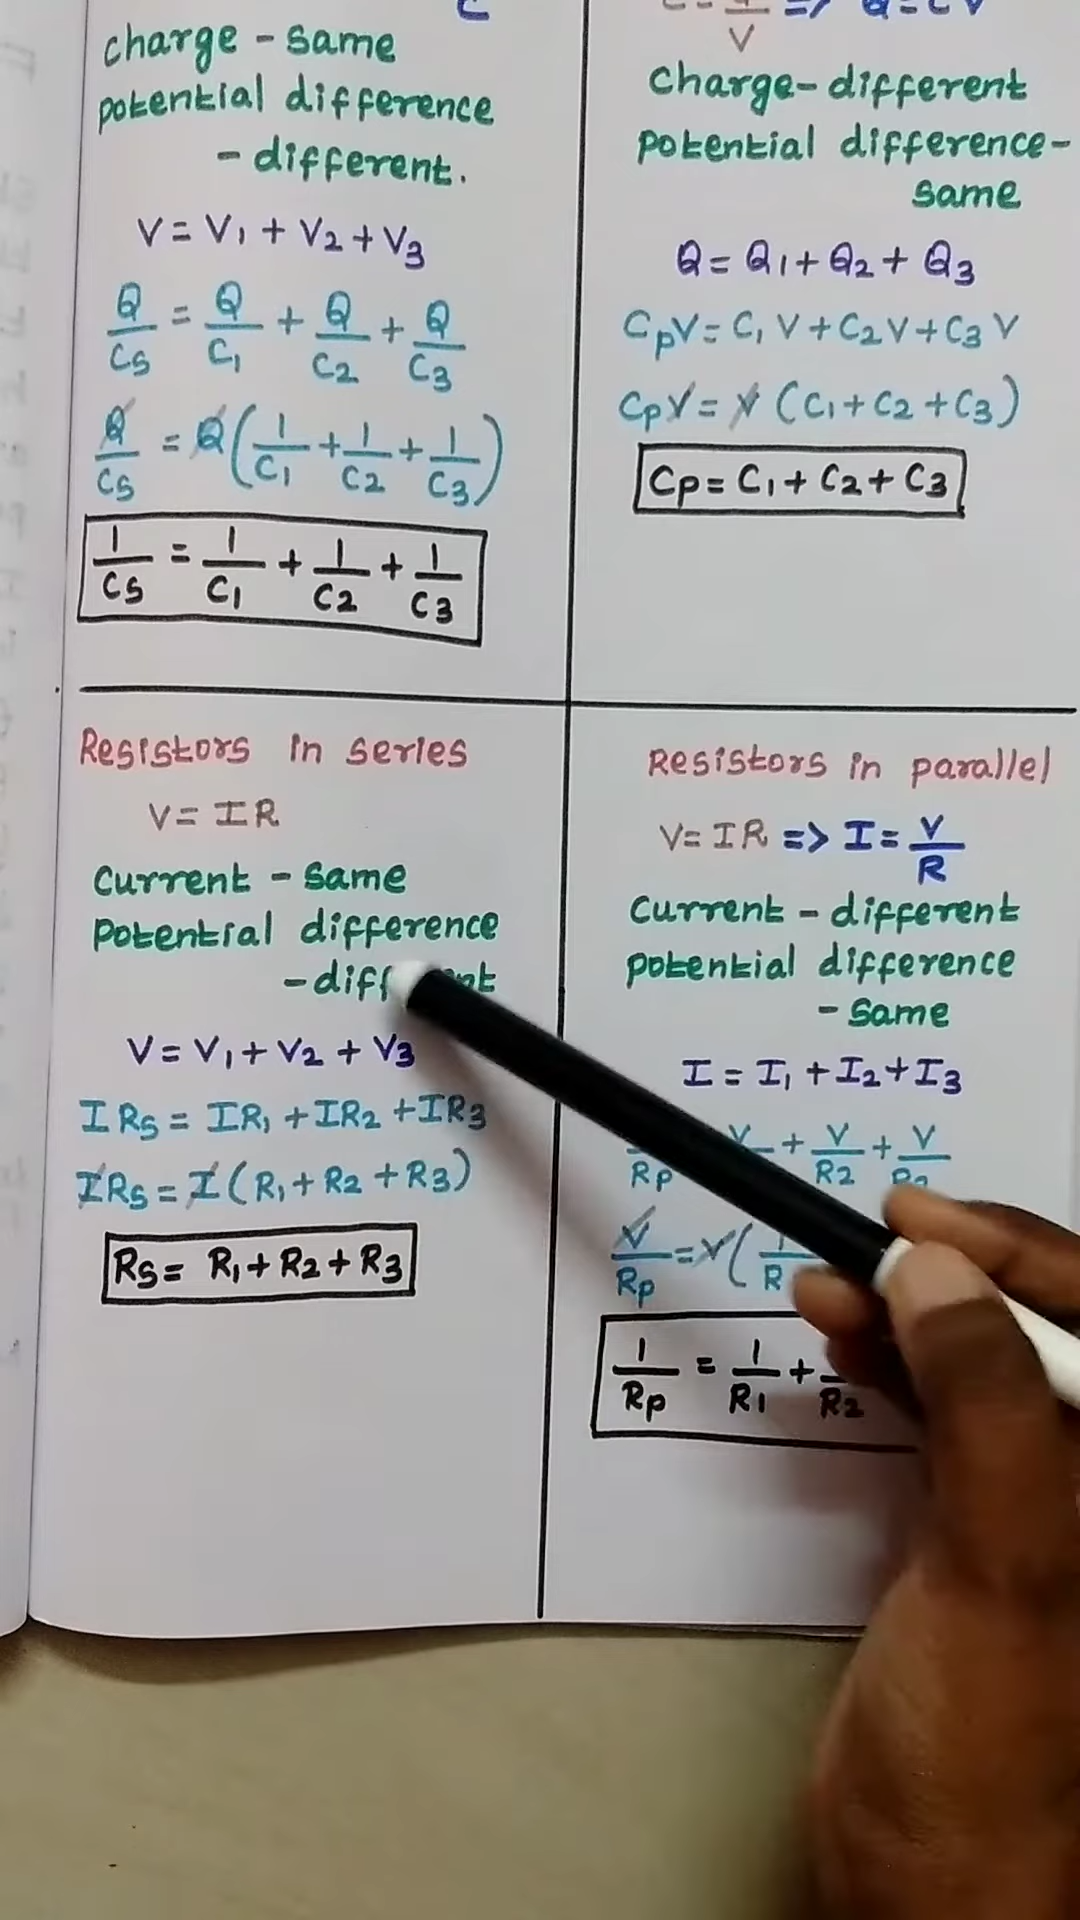 charge - same
potential difference
- different.
V = V1 + V2 + V3
Q/Cs = Q/C1 + Q/C2 + Q/C3
Q/Cs = Q(1/C1 + 1/C2 + 1/C3)
1/Cs = 1/C1 + 1/C2 + 1/C3
V => Q = CV
Charge- different
potential difference -
same
Q = Q1 + Q2 + Q3
CpV = C1V + C2V + C3V
CpV = V (C1 + C2 + C3)
Cp = C1 + C2 + C3
Resistors in series
V = IR
Current - same
Potential difference
V = V1 + V2 + V3
IRs = IR1 + IR2 + IR3
IRs = I (R1 + R2 + R3)
Rs = R1 + R2 + R3
Resistors in parallel
V = IR => I = V/R
Current - different
potential difference
- Same
I = I1 + I2 + I3
Rp + V/R2 + V
V/Rp = V( 1/R
1/Rp = 1/R1 + R2